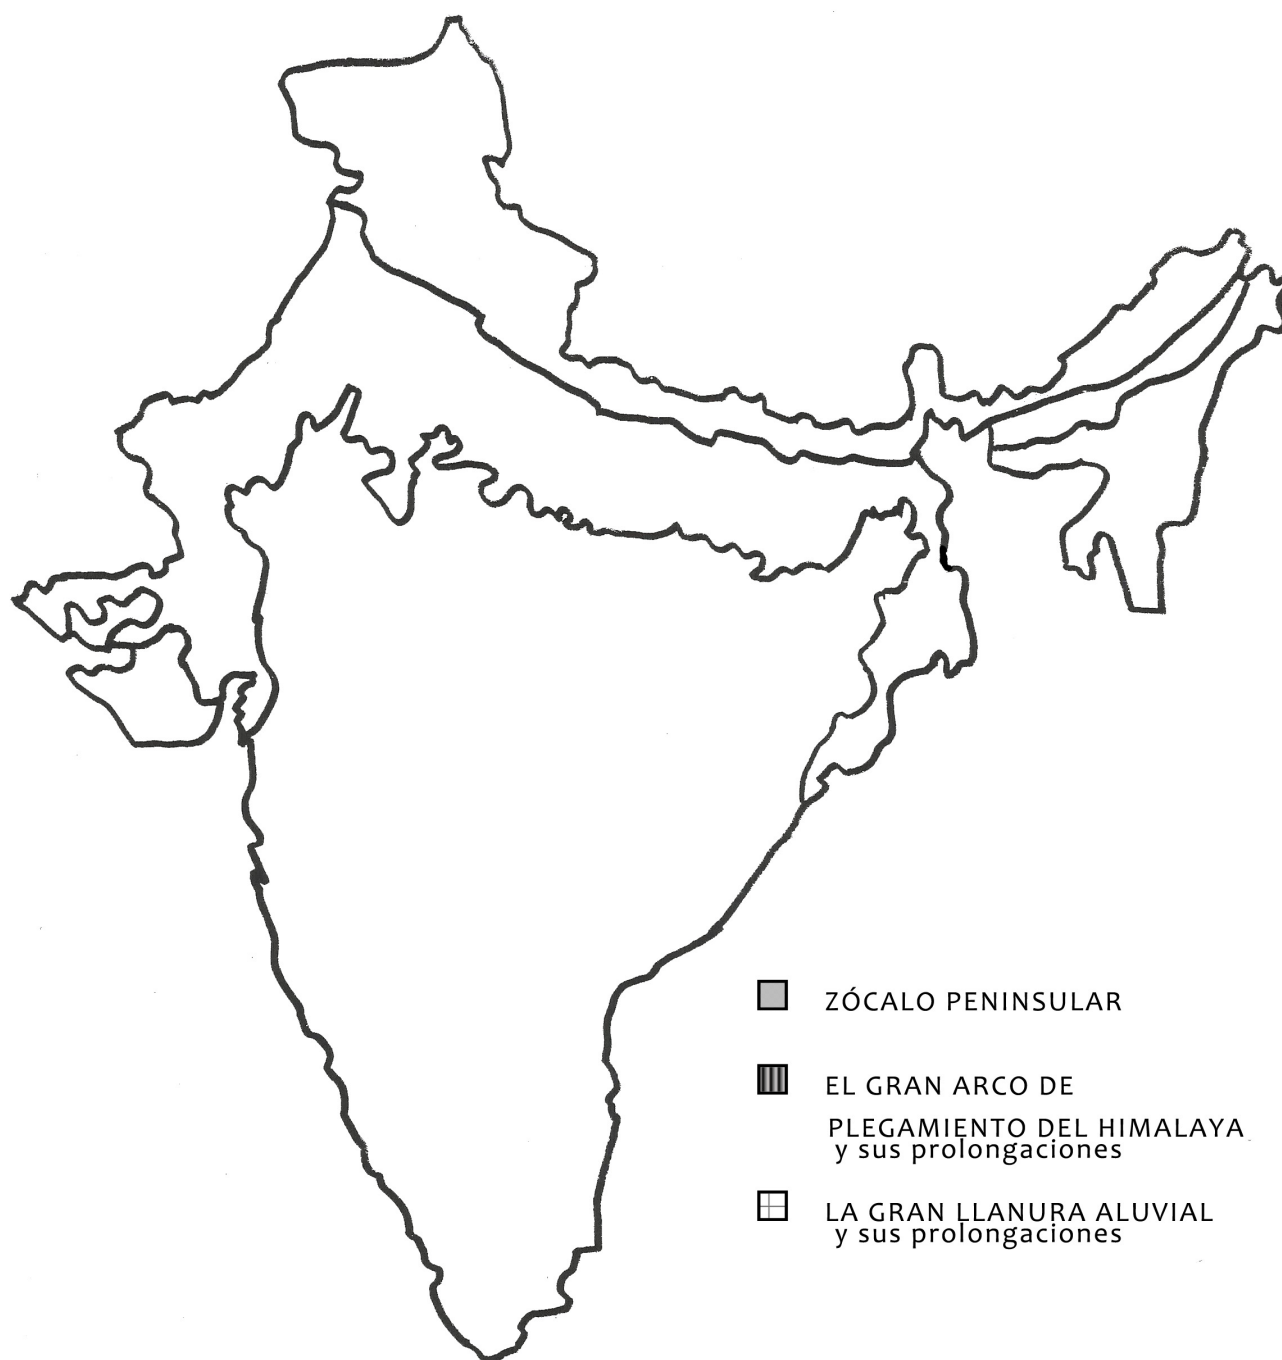 ZÓCALO PENINSULAR
EL GRAN ARCO DE
PLEGAMIENTO DEL HIMALAYA
y sus prolongaciones
LA GRAN LLANURA ALUVIAL
y sus prolongaciones